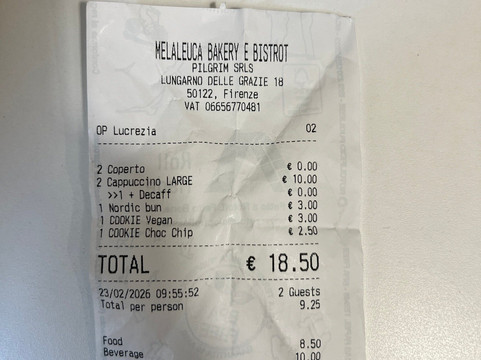 MELALEUCA BAKERY E BISTROT
PILGRIM SRLS
LUNGARNO DELLE GRAZIE 18
50122, Firenze
VAT 06656770481
OP Lucrezia 02
2 Coperto € 0.00
2 Cappuccino LARGE € 10.00
>>1 + Decaff € 0.00
1 Nordic bun € 3.00
1 COOKIE Vegan € 3.00
1 COOKIE Choc Chip € 2.50
TOTAL € 18.50
23/02/2026 09:55:52 2 Guests
Total per person 9.25
Food 8.50
Beverage 10.00